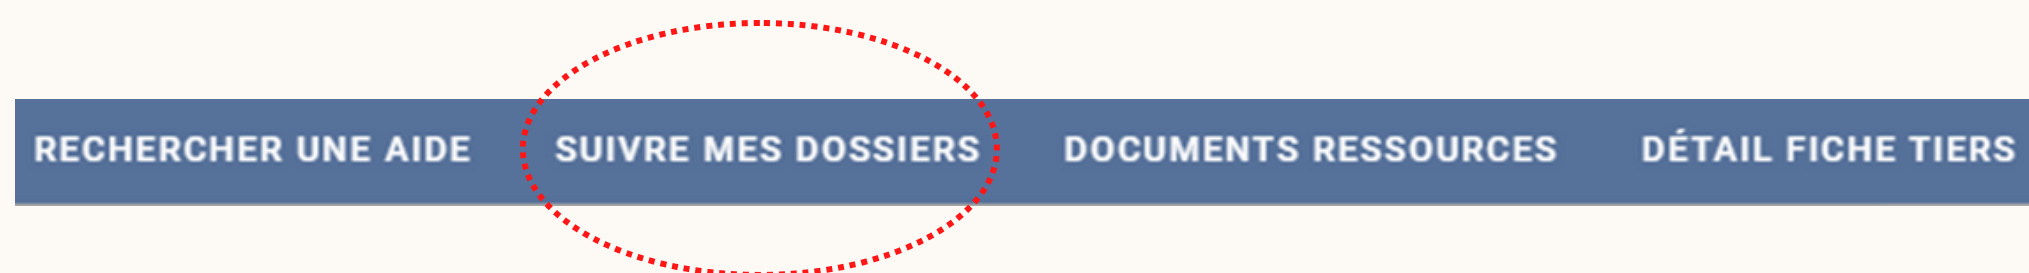 RECHERCHER UNE AIDE SUIVRE MES DOSSIERS DOCUMENTS RESSOURCES DÉTAIL FICHE TIERS